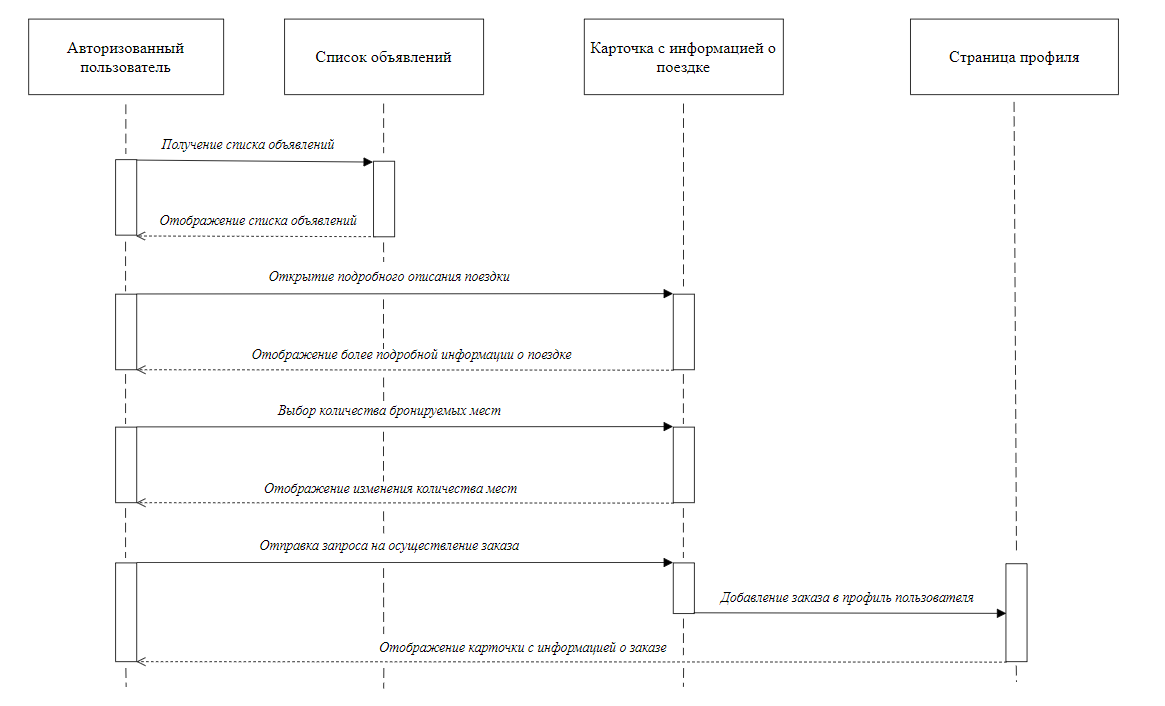 Авторизованный
пользователь
Список объявлений
Карточка с информацией о
поездке
Страница профиля
Получение списка объявлений
Отображение списка объявлений
Открытие подробного описания поездки
Отображение более подробной информации о поездке
Выбор количества бронируемых мест
Отображение изменения количества мест
Отправка запроса на осуществление заказа
Добавление заказа в профиль пользователя
Отображение карточки с информацией о заказе